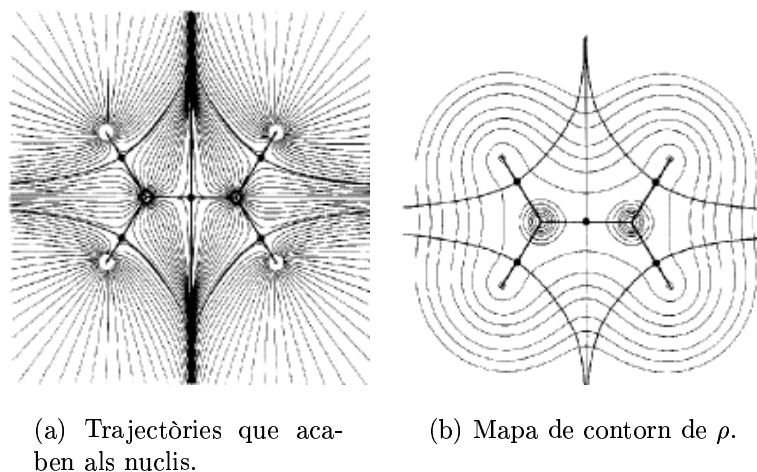 (a) Trajectòries que aca-
ben als nuclis.
(b) Mapa de contorn de ρ.